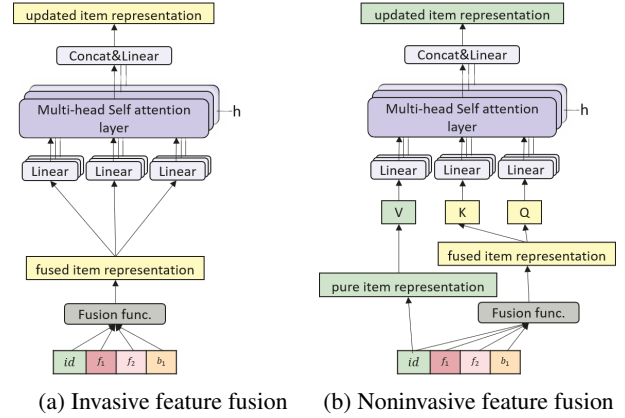 updated item representation
Concat&Linear
Multi-head Self attention
layer
h
Linear Linear Linear
fused item representation
Fusion func.
id f₁ f₂ b₁
(a) Invasive feature fusion
updated item representation
Concat&Linear
Multi-head Self attention
layer
h
Linear Linear Linear
V K Q
fused item representation
pure item representation
Fusion func.
id f₁ f₂ b₁
(b) Noninvasive feature fusion